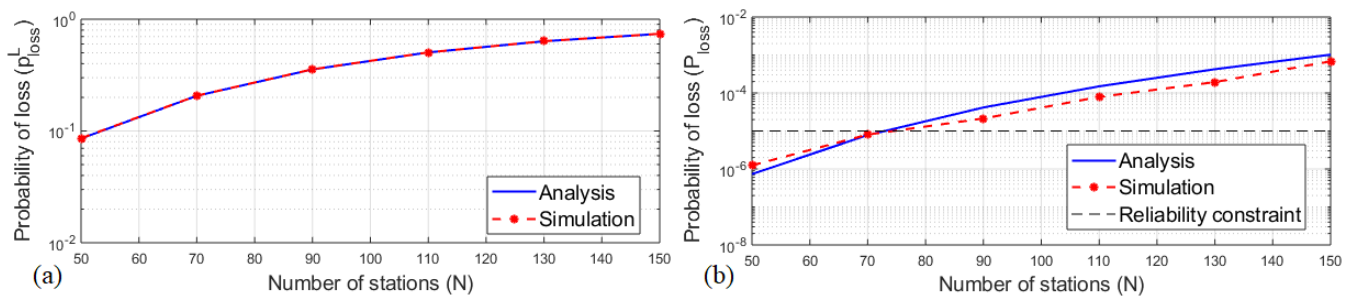 Probability of loss (p^L_loss)
10^0
10^-1
10^-2
50 60 70 80 90 100 110 120 130 140 150
Number of stations (N)
Analysis
Simulation
(a)
Probability of loss (P_loss)
10^-2
10^-4
10^-6
10^-8
50 60 70 80 90 100 110 120 130 140 150
Number of stations (N)
Analysis
Simulation
Reliability constraint
(b)